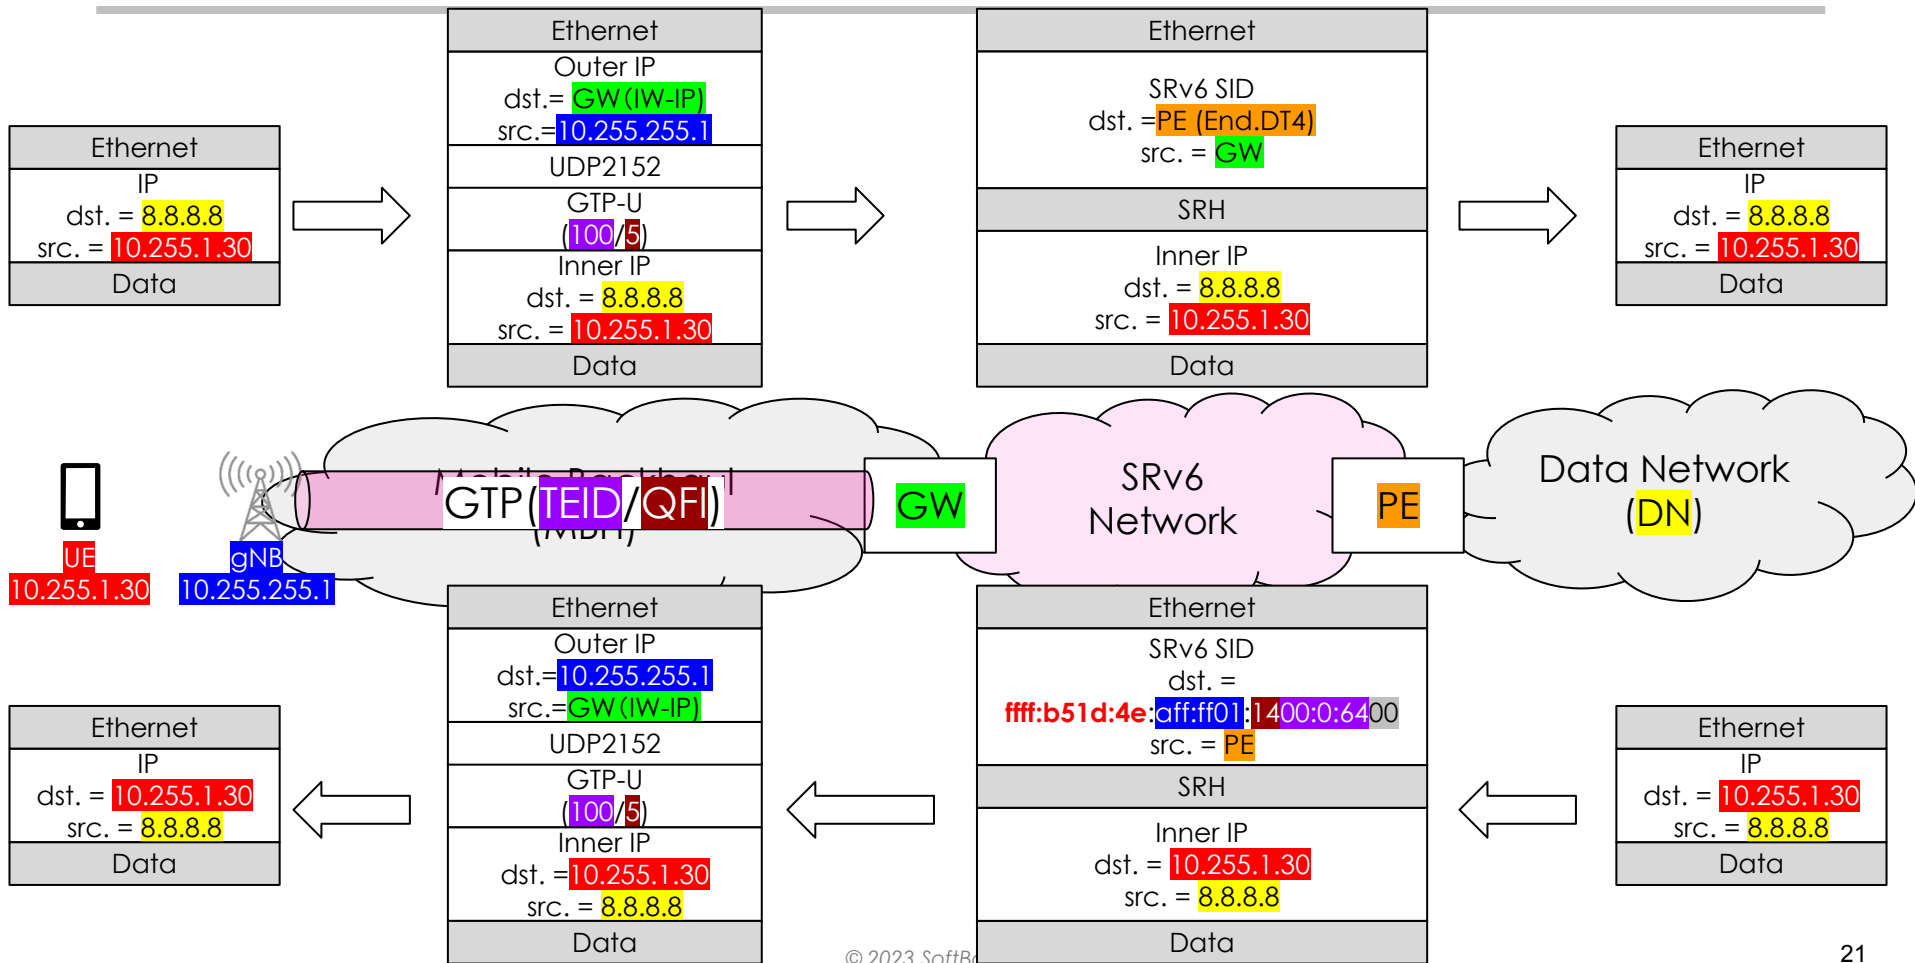 Ethernet
IP
dst. = 8.8.8.8
src. = 10.255.1.30
Data
Ethernet
Outer IP
dst.= GW(IW-IP)
src.=10.255.255.1
UDP2152
GTP-U
(100/5)
Inner IP
dst. = 8.8.8.8
src. = 10.255.1.30
Data
Ethernet
SRv6 SID
dst. =PE (End.DT4)
src. = GW
SRH
Inner IP
dst. = 8.8.8.8
src. = 10.255.1.30
Data
Ethernet
IP
dst. = 8.8.8.8
src. = 10.255.1.30
Data
UE
10.255.1.30
gNB
10.255.255.1
GTP(TEID/QFI)
GW
SRv6
Network
PE
Data Network
(DN)
Ethernet
IP
dst. = 10.255.1.30
src. = 8.8.8.8
Data
Ethernet
Outer IP
dst.=10.255.255.1
src.=GW(IW-IP)
UDP2152
GTP-U
(100/5)
Inner IP
dst. =10.255.1.30
src. = 8.8.8.8
Data
Ethernet
SRv6 SID
dst. =
ffff:b51d:4e:aff:ff01:1400:0:6400
src. = PE
SRH
Inner IP
dst. = 10.255.1.30
src. = 8.8.8.8
Data
Ethernet
IP
dst. = 10.255.1.30
src. = 8.8.8.8
Data
© 2023
21